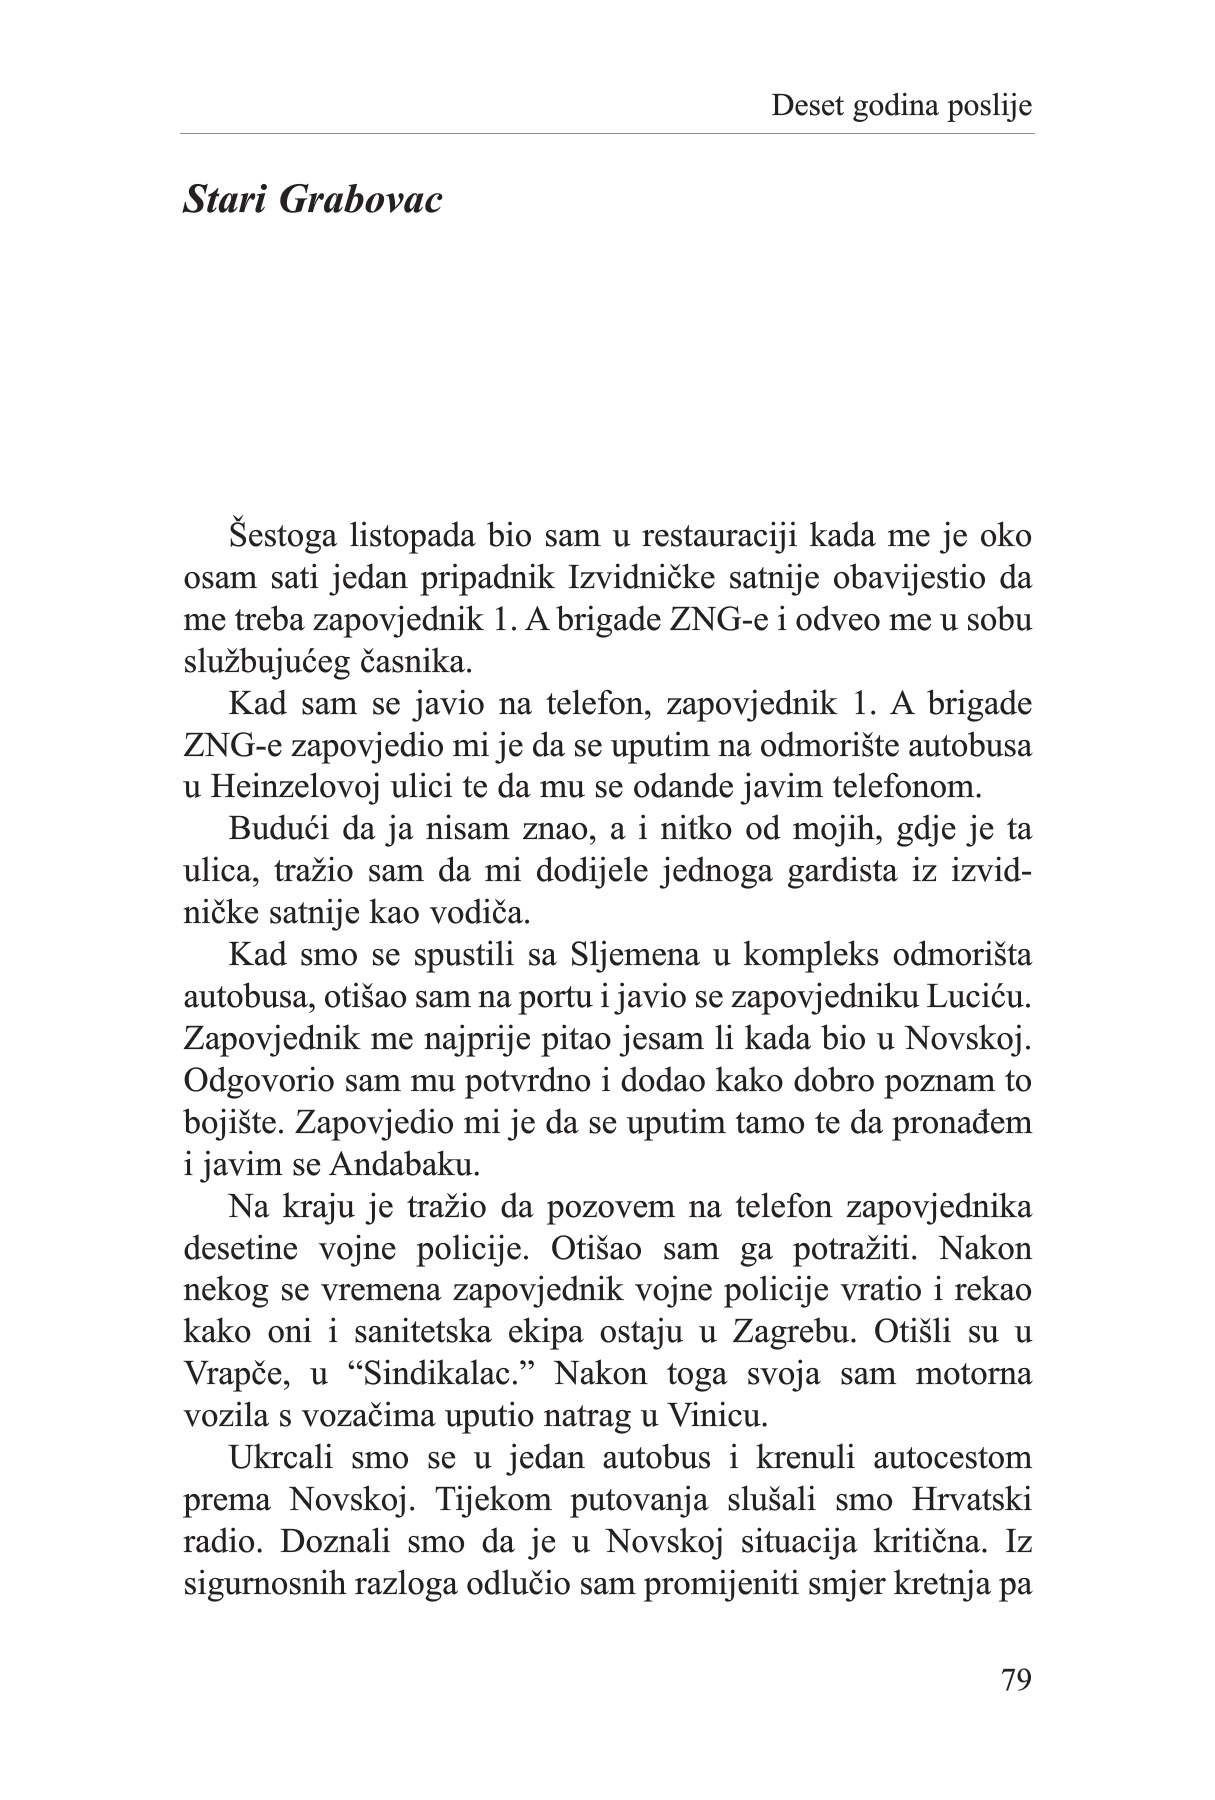 Deset godina poslije
Stari Grabovac
Šestoga listopada bio sam u restauraciji kada me je oko
osam sati jedan pripadnik Izvidničke satnije obavijestio da
me treba zapovjednik 1. A brigade ZNG-e i odveo me u sobu
službujućeg časnika.
Kad sam se javio na telefon, zapovjednik 1. A brigade
ZNG-e zapovjedio mi je da se uputim na odmorište autobusa
u Heinzelovoj ulici te da mu se odande javim telefonom.
Budući da ja nisam znao, a i nitko od mojih, gdje je ta
ulica, tražio sam da mi dodijele jednoga gardista iz izvid-
ničke satnije kao vodiča.
Kad smo se spustili sa Sljemena u kompleks odmorišta
autobusa, otišao sam na portu i javio se zapovjedniku Luciću.
Zapovjednik me najprije pitao jesam li kada bio u Novskoj.
Odgovorio sam mu potvrdno i dodao kako dobro poznam to
bojište. Zapovjedio mi je da se uputim tamo te da pronađem
i javim se Andabaku.
Na kraju je tražio da pozovem na telefon zapovjednika
desetine vojne policije. Otišao sam ga potražiti. Nakon
nekog se vremena zapovjednik vojne policije vratio i rekao
kako oni i sanitetska ekipa ostaju u Zagrebu. Otišli su u
Vrapče, u “Sindikalac.” Nakon toga svoja sam motorna
vozila s vozačima uputio natrag u Vinicu.
Ukrcali smo se u jedan autobus i krenuli autocestom
prema Novskoj. Tijekom putovanja slušali smo Hrvatski
radio. Doznali smo da je u Novskoj situacija kritična. Iz
sigurnosnih razloga odlučio sam promijeniti smjer kretnja pa
79